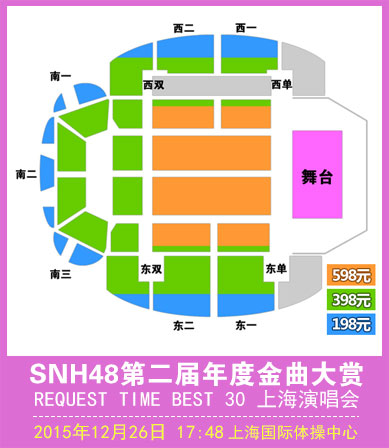 西二 西一
南一
西双 西单
南二
舞台
东双 东单
南三
598元
398元
198元
东二 东一
SNH48第二届年度金曲大赏
REQUEST TIME BEST 30 上海演唱会
2015年12月26日 17:48 上海国际体操中心